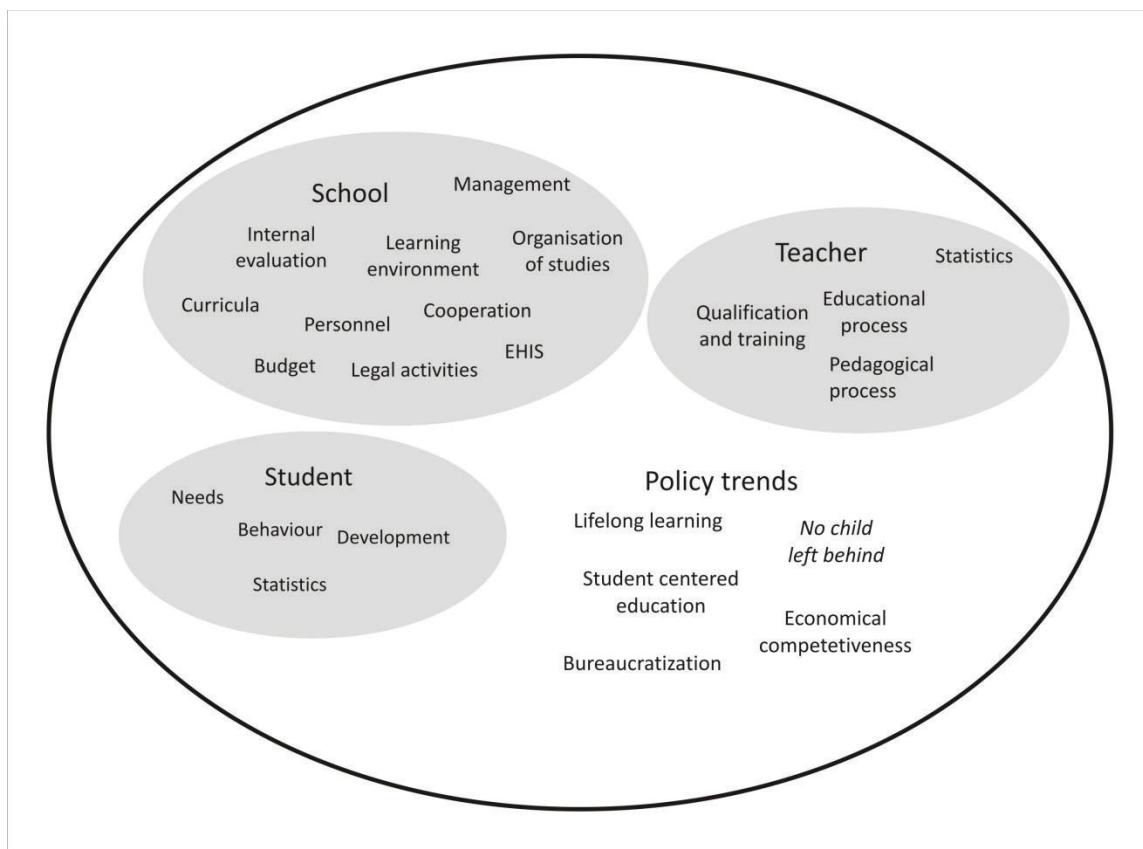 School
Management
Internal
evaluation
Learning
environment
Organisation
of studies
Curricula
Personnel
Cooperation
Budget
Legal activities
EHIS
Teacher
Statistics
Qualification
and training
Educational
process
Pedagogical
process
Student
Needs
Behaviour
Development
Statistics
Policy trends
Lifelong learning
No child
left behind
Student centered
education
Economical
competetiveness
Bureaucratization